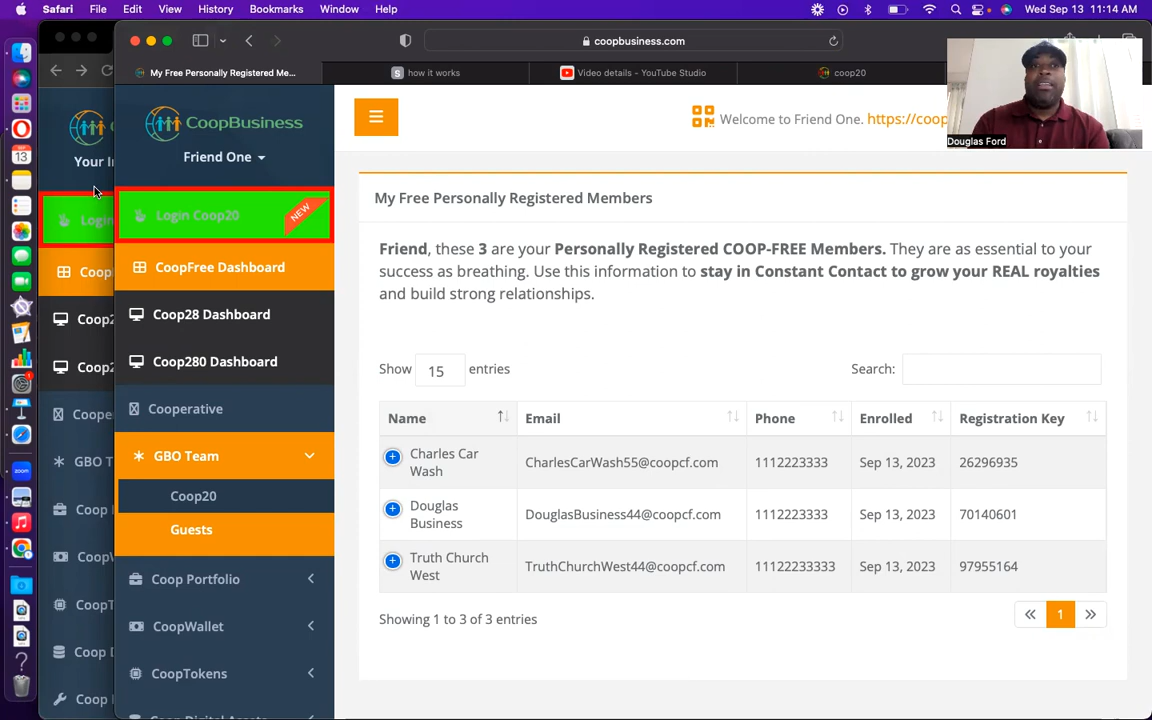 Safari File Edit View History Bookmarks Window Help Wed Sep 13 11:14 AM
coopbusiness.com
My Free Personally Registered Me... how it works Video details - YouTube Studio coop20
CoopBusiness
Friend One
Your
Welcome to Friend One. https://coop
Douglas Ford
Login Coop20
NEW
CoopFree Dashboard
Coop28 Dashboard
Coop280 Dashboard
Cooperative
GBO Team
Coop20
Guests
Coop Portfolio
CoopWallet
CoopTokens
My Free Personally Registered Members
Friend, these 3 are your Personally Registered COOP-FREE Members. They are as essential to your
success as breathing. Use this information to stay in Constant Contact to grow your REAL royalties
and build strong relationships.
Show 15 entries Search:
Name Email Phone Enrolled Registration Key
Charles Car
Wash CharlesCarWash55@coopcf.com 1112223333 Sep 13, 2023 26296935
Douglas
Business DouglasBusiness44@coopcf.com 1112223333 Sep 13, 2023 70140601
Truth Church
West TruthChurchWest44@coopcf.com 11122233333 Sep 13, 2023 97955164
Showing 1 to 3 of 3 entries « 1 »